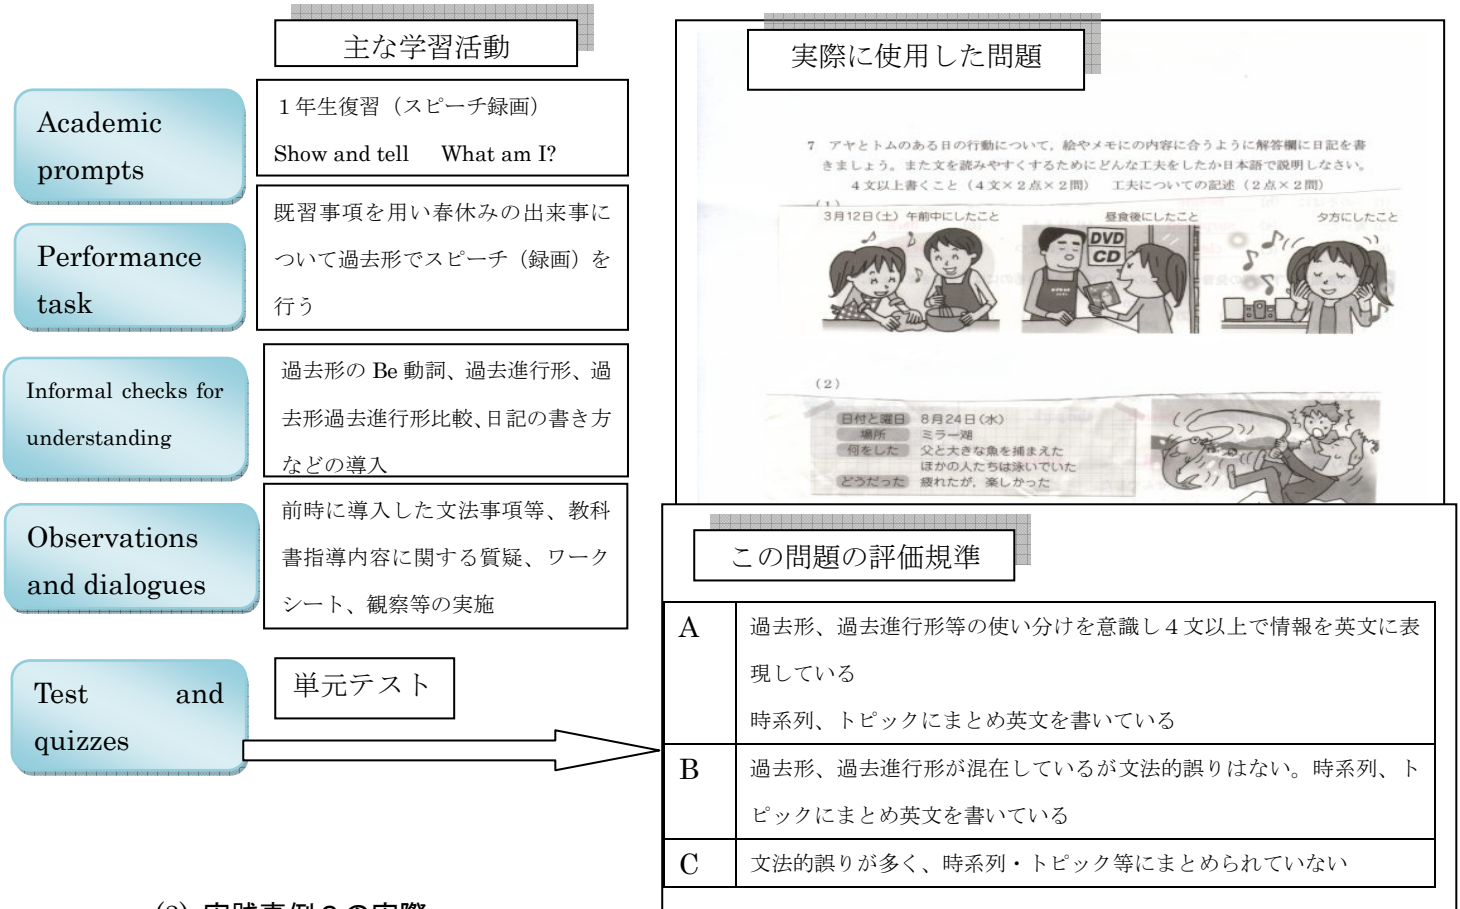 主な学習活動
Academic
prompts
１年生復習（スピーチ録画）
Show and tell　What am I?
Performance
task
既習事項を用い春休みの出来事に
ついて過去形でスピーチ（録画）を
行う
Informal checks for
understanding
過去形の Be 動詞、過去進行形、過
去形過去進行形比較、日記の書き方
などの導入
Observations
and dialogues
前時に導入した文法事項等、教科
書指導内容に関する質疑、ワーク
シート、観察等の実施
Test and
quizzes
単元テスト
実際に使用した問題
7 アヤとトムのある日の行動について，絵やメモにの内容に合うように解答欄に日記を書
きましょう。また文を読みやすくするためにどんな工夫をしたか日本語で説明しなさい。
４文以上書くこと（４文×２点×２問）　工夫についての記述（２点×２問）
(1)
3月12日(土) 午前中にしたこと
昼食後にしたこと
夕方にしたこと
DVD
CD
(2)
日付と曜日　8月24日(水)
場所　ミラー湖
何をした　父と大きな魚を捕まえた
ほかの人たちは泳いでいた
どうだった　疲れたが，楽しかった
この問題の評価規準
A　過去形、過去進行形等の使い分けを意識し４文以上で情報を英文に表
現している
時系列、トピックにまとめ英文を書いている
B　過去形、過去進行形が混在しているが文法的誤りはない。時系列、ト
ピックにまとめ英文を書いている
C　文法的誤りが多く、時系列・トピック等にまとめられていない